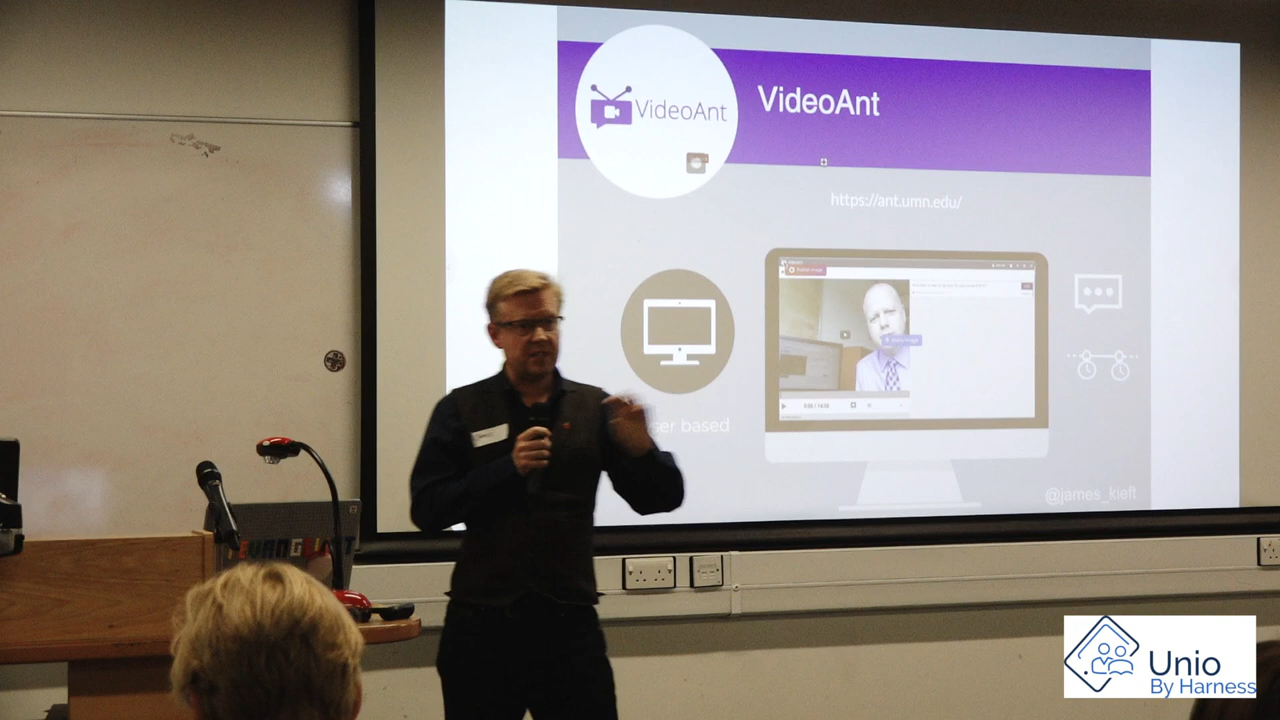 VideoAnt
VideoAnt
https://ant.umn.edu/
ser based
@james_kieft
Unio
By Harness